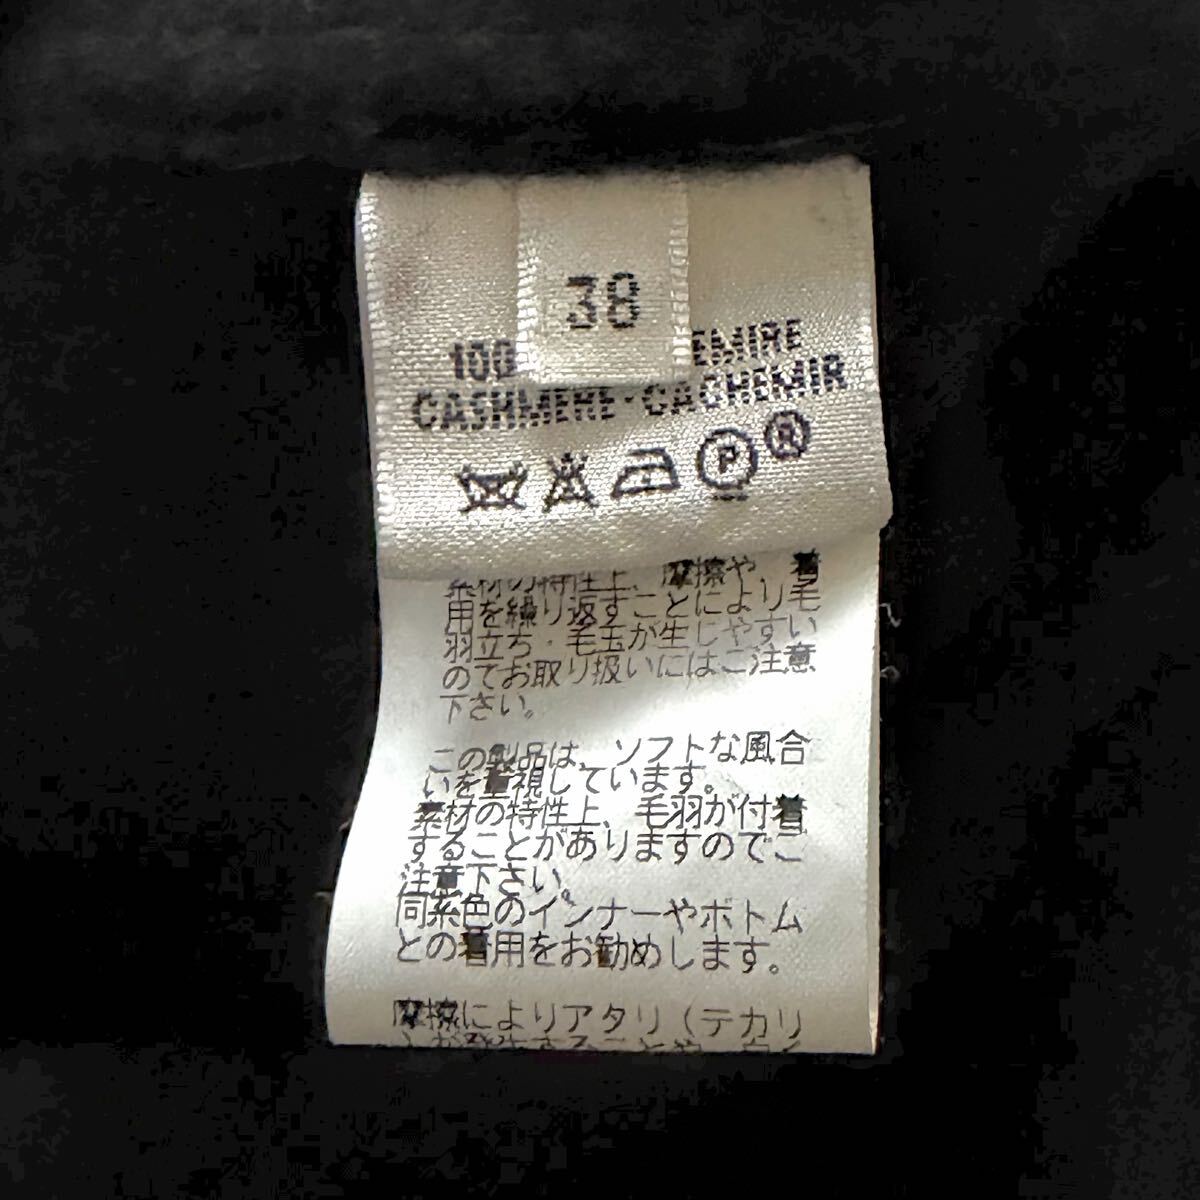 38
100
EMIRE
CASHMERE・CACHEMIR
P
®
素材の特性上、摩擦や、着
用を繰り返すことにより毛
羽立ち・毛玉が生じやすい
のでお取り扱いにはご注意
下さい。
この製品は、ソフトな風合
いを重視しています。
素材の特性上、毛羽が付着
することがありますのでご
注意下さい。
同系色のインナーやボトム
との着用をお勧めします。
摩擦によりアタリ(テカリ